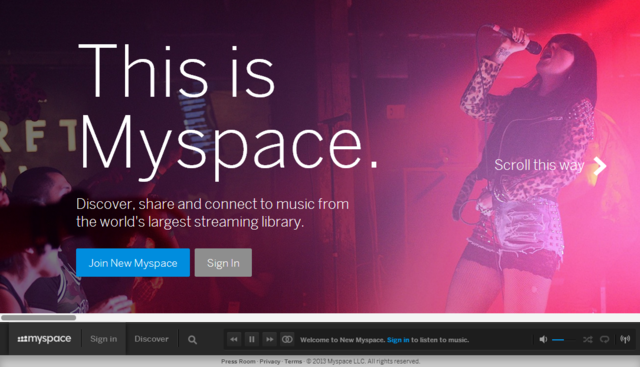 This is
Myspace.
RFT
Scroll this way
Discover, share and connect to music from
the world's largest streaming library.
Join New Myspace
Sign In
myspace
Sign in
Discover
Welcome to New Myspace. Sign in to listen to music.
Press Room · Privacy · Terms · © 2013 Myspace LLC. All rights reserved.